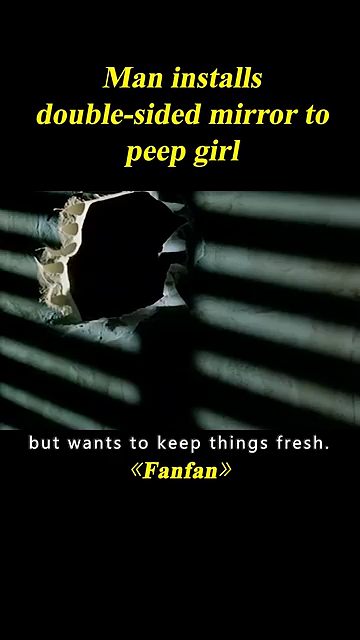 Man installs
double-sided mirror to
peep girl
but wants to keep things fresh.
《Fanfan》